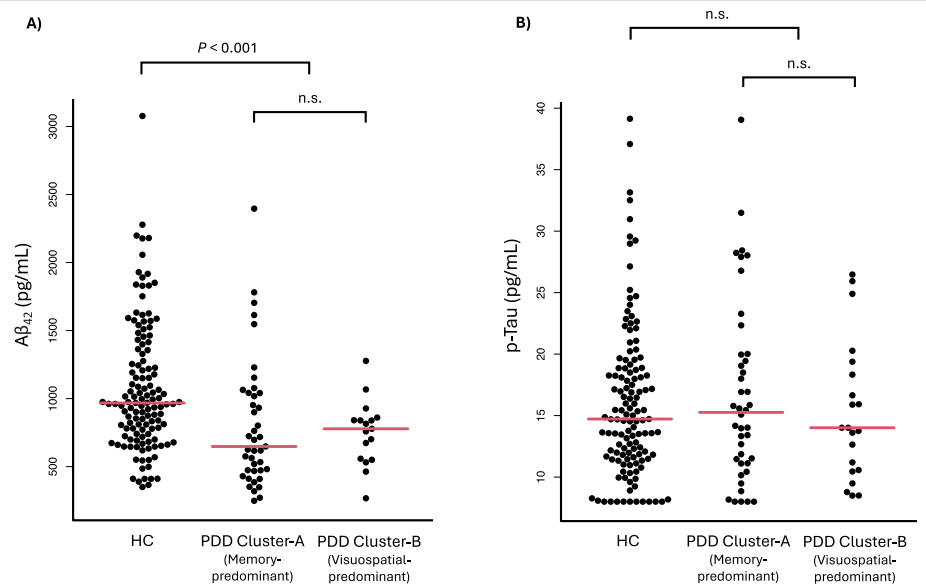 A)
P < 0.001
n.s.
Aβ42 (pg/mL)
3000
2500
2000
1500
1000
500
HC
PDD Cluster-A
(Memory-
predominant)
PDD Cluster-B
(Visuospatial-
predominant)
B)
n.s.
n.s.
p-Tau (pg/mL)
40
35
30
25
20
15
10
HC
PDD Cluster-A
(Memory-
predominant)
PDD Cluster-B
(Visuospatial-
predominant)